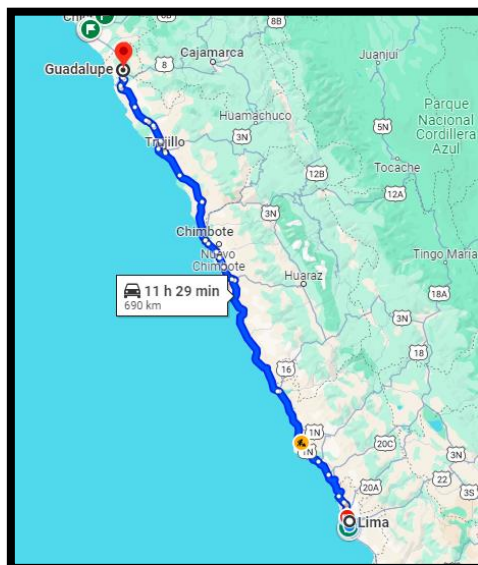 Guadalupe
8
Cajamarca
8B
Juanjui
Huamachuco
3N
5N
Parque
Nacional
Cordillera
Azul
Trujillo
12B
Tocache
12A
3N
Chimbote
Nuevo
Chimbote
Huaraz
Tingo Maria
11 h 29 min
690 km
18A
3N
16
18
1N
1N
20C
3N
20A
22
3S
Lima